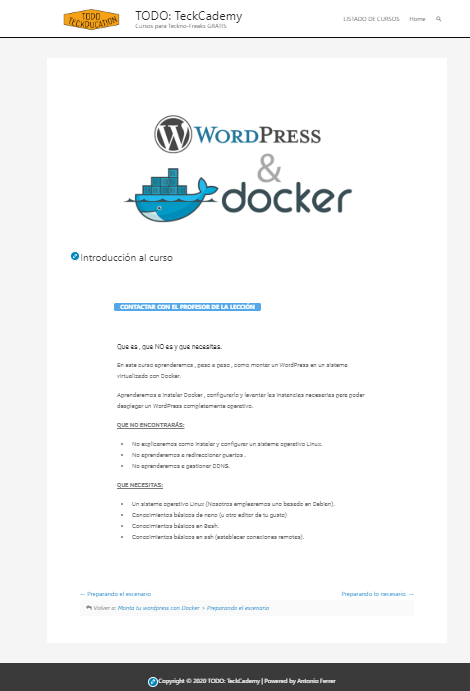 TODO
TECKDUCATION
TODO: TeckCademy
Cursos para Teckno-Freaks GRATIS
LISTADO DE CURSOS
Home
WORDPRESS
&
docker
Introducción al curso
CONTACTAR CON EL PROFESOR DE LA LECCIÓN
Que es , que NO es y que necesitas.
En este curso aprenderemos , paso a paso , como montar un WordPress en un sistema
virtualizado con Docker.
Aprenderemos a instalar Docker , configurarlo y levantar las instancias necesarias para poder
desplegar un WordPress completamente operativo.
QUE NO ENCONTRARÁS:
• No explicaremos como instalar y configurar un sistema operativo Linux.
• No aprenderemos a redireccionar puertos .
• No aprenderemos a gestionar DDNS.
QUE NECESITAS:
• Un sistema operativo Linux (Nosotros emplearemos uno basado en Debian).
• Conocimientos básicos de nano (u otro editor de tu gusto)
• Conocimientos básicos en Bash.
• Conocimientos básicos en ssh (establecer conexiones remotas).
← Preparando el escenario
Preparando lo necesario. →
Volver a: Monta tu wordpress con Docker > Preparando el escenario
Copyright © 2020 TODO: TeckCademy | Powered by Antonio Ferrer